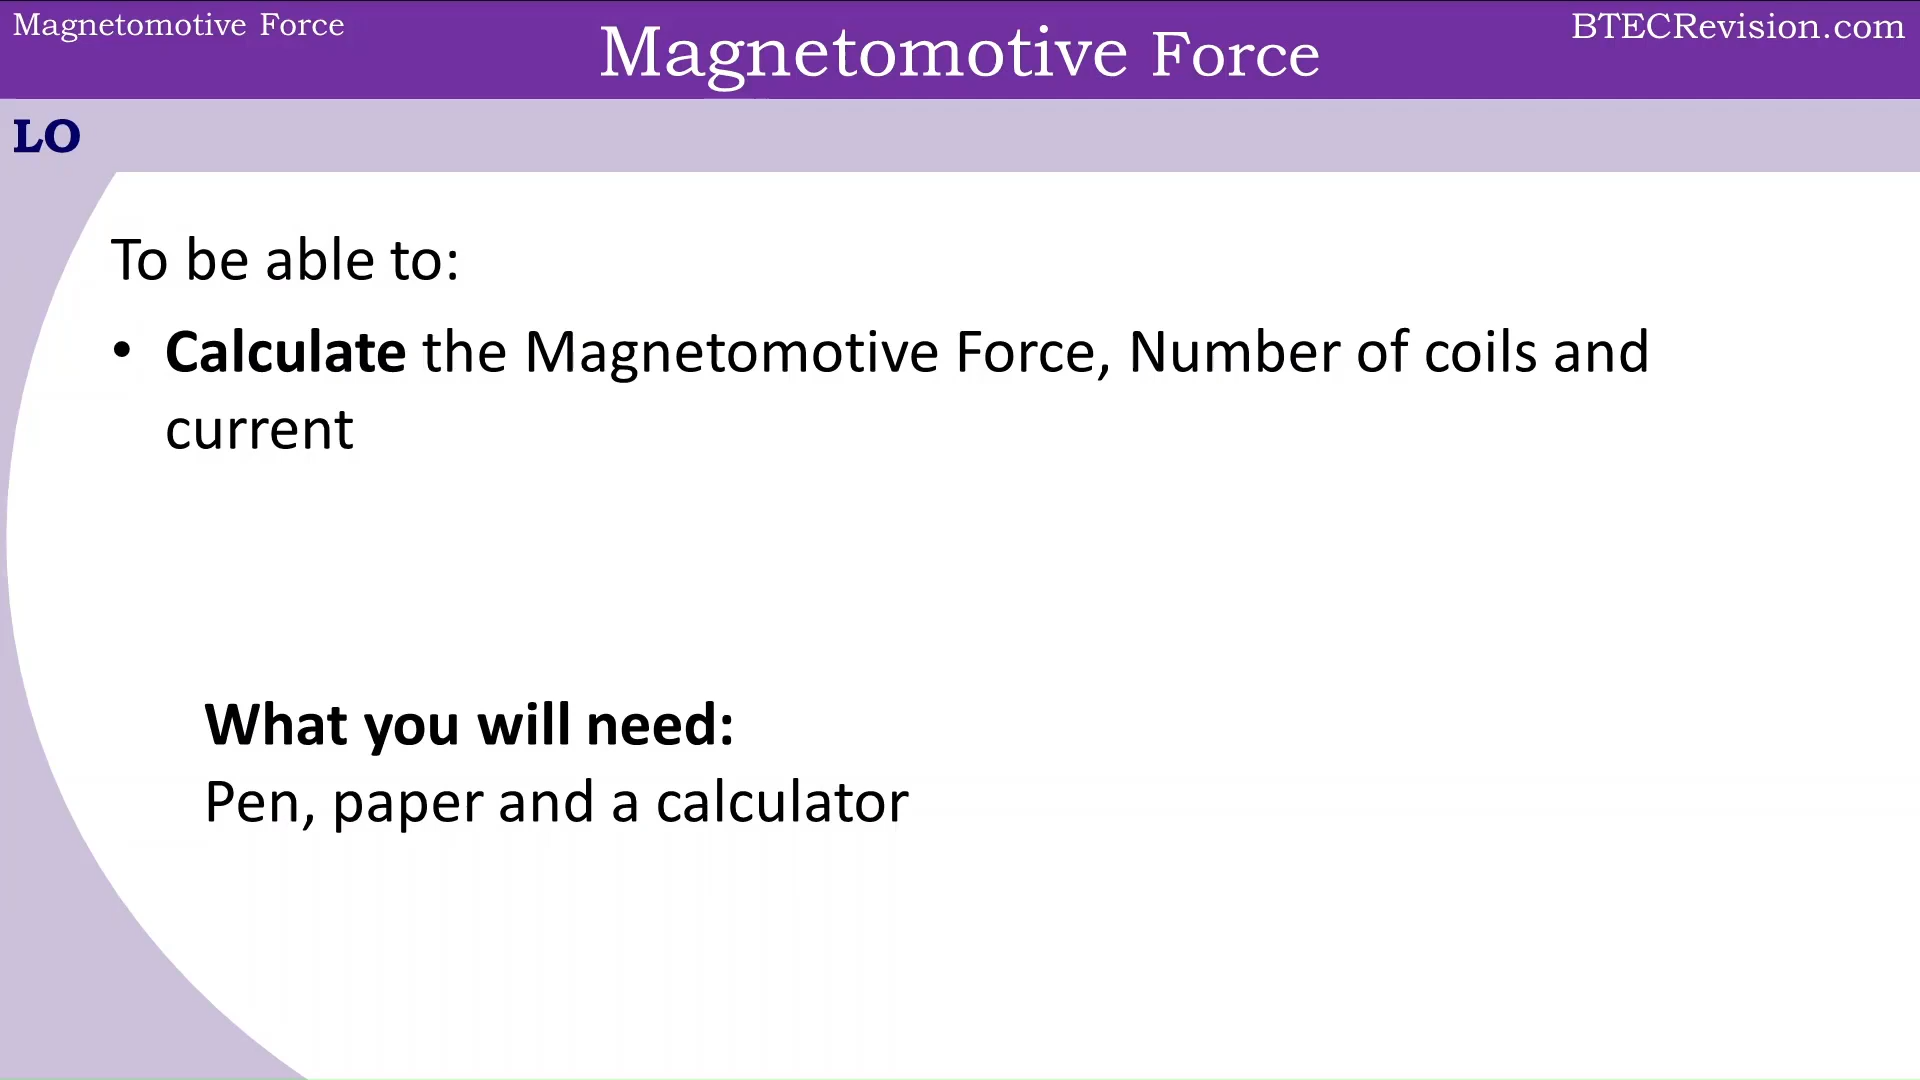 Magnetomotive Force
Magnetomotive Force
BTECRevision.com
LO
To be able to:
• Calculate the Magnetomotive Force, Number of coils and
current
What you will need:
Pen, paper and a calculator